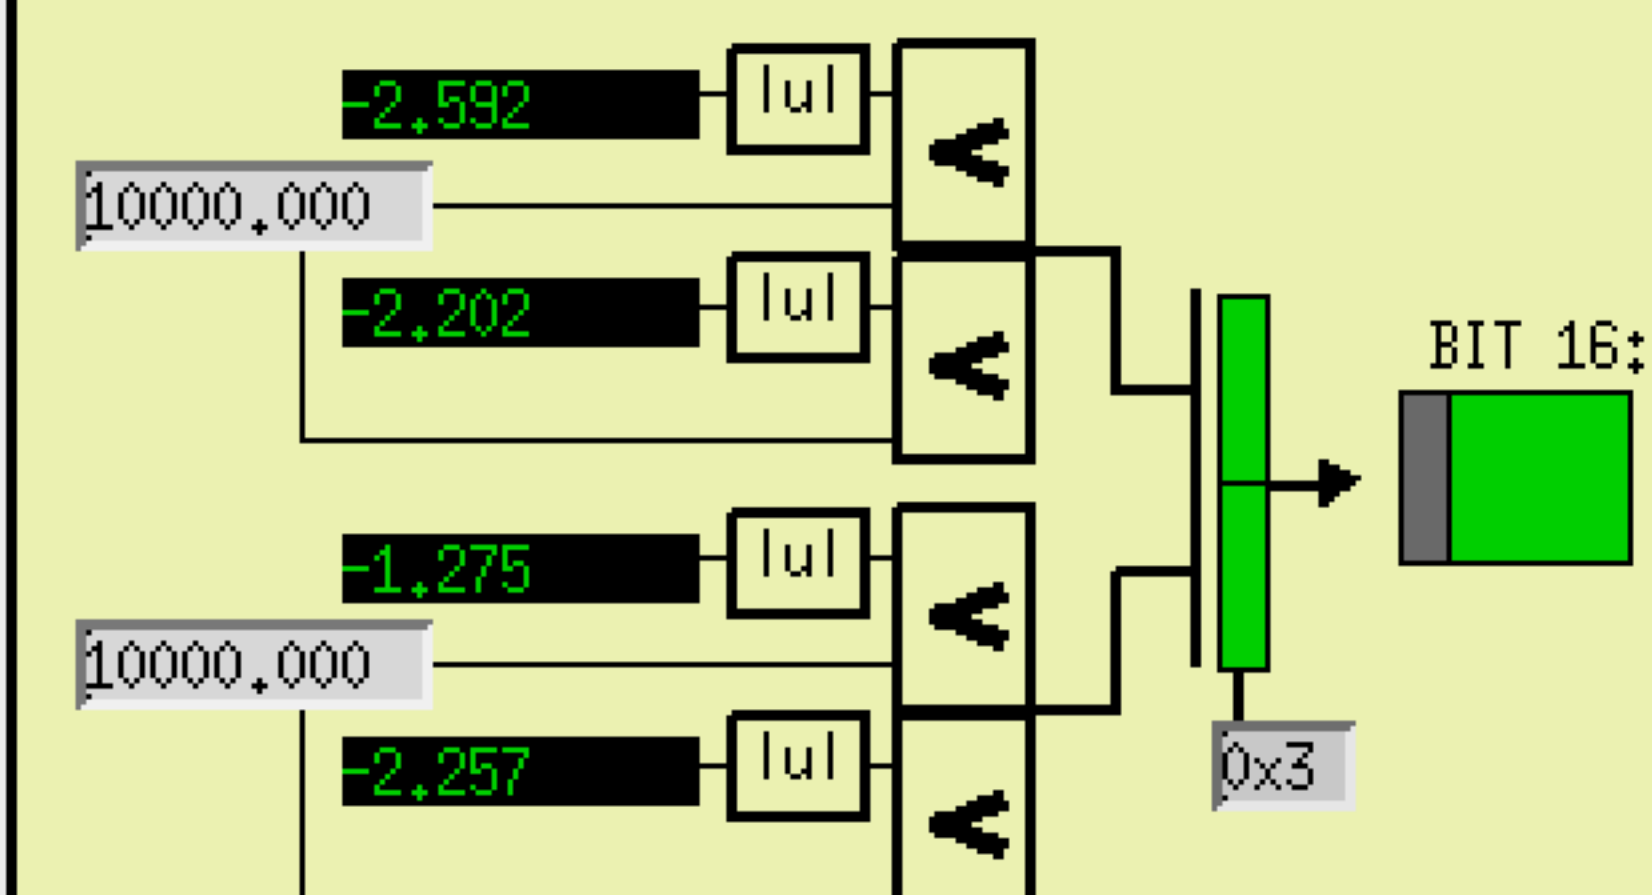 -2.592
|u|
<
10000.000
-2.202
|u|
<
BIT 16:
-1.275
|u|
<
10000.000
-2.257
|u|
<
0x3